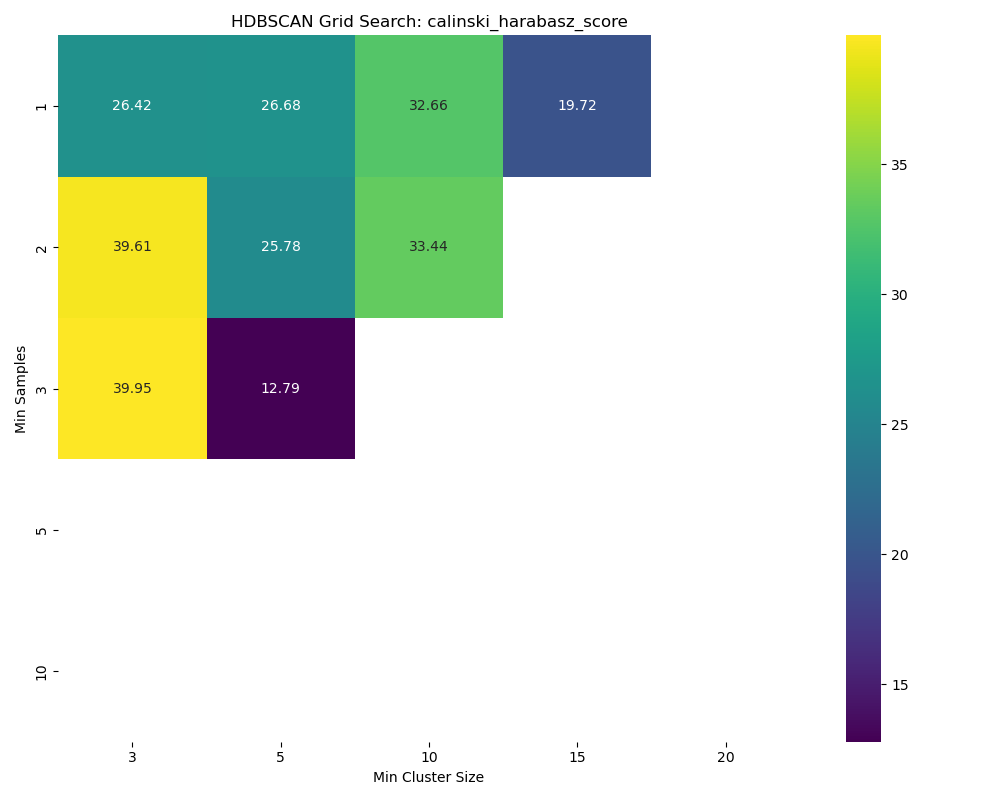 HDBSCAN Grid Search: calinski_harabasz_score
1 26.42 26.68 32.66 19.72
2 39.61 25.78 33.44
3 39.95 12.79
5
10
Min Samples
3 5 10 15 20
Min Cluster Size
35
30
25
20
15